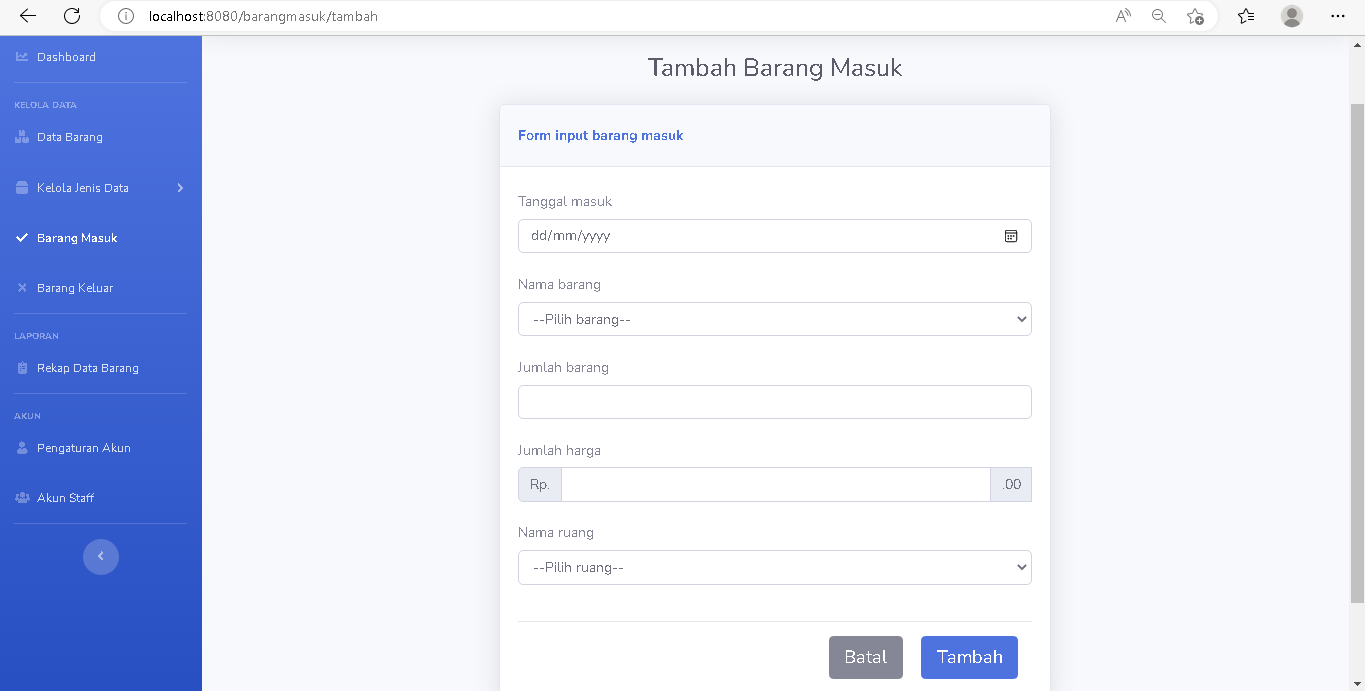 localhost:8080/barangmasuk/tambah
Dashboard
KELOLA DATA
Data Barang
Kelola Jenis Data
Barang Masuk
Barang Keluar
LAPORAN
Rekap Data Barang
AKUN
Pengaturan Akun
Akun Staff
Tambah Barang Masuk
Form input barang masuk
Tanggal masuk
dd/mm/yyyy
Nama barang
--Pilih barang--
Jumlah barang
Jumlah harga
Rp. .00
Nama ruang
--Pilih ruang--
Batal Tambah